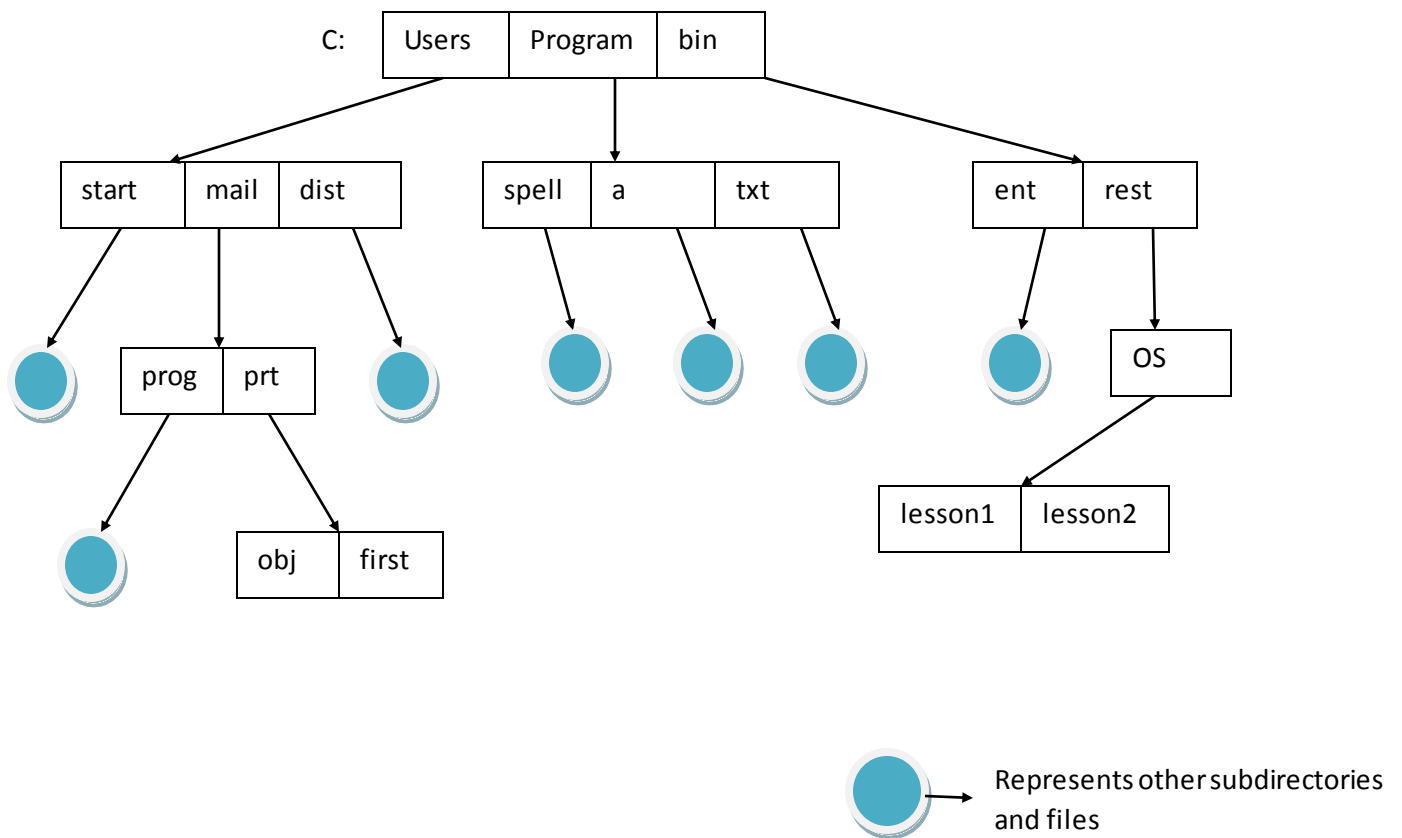 C: Users Program bin
start mail dist
spell a txt
ent rest
prog prt
OS
lesson1 lesson2
obj first
Represents other subdirectories
and files